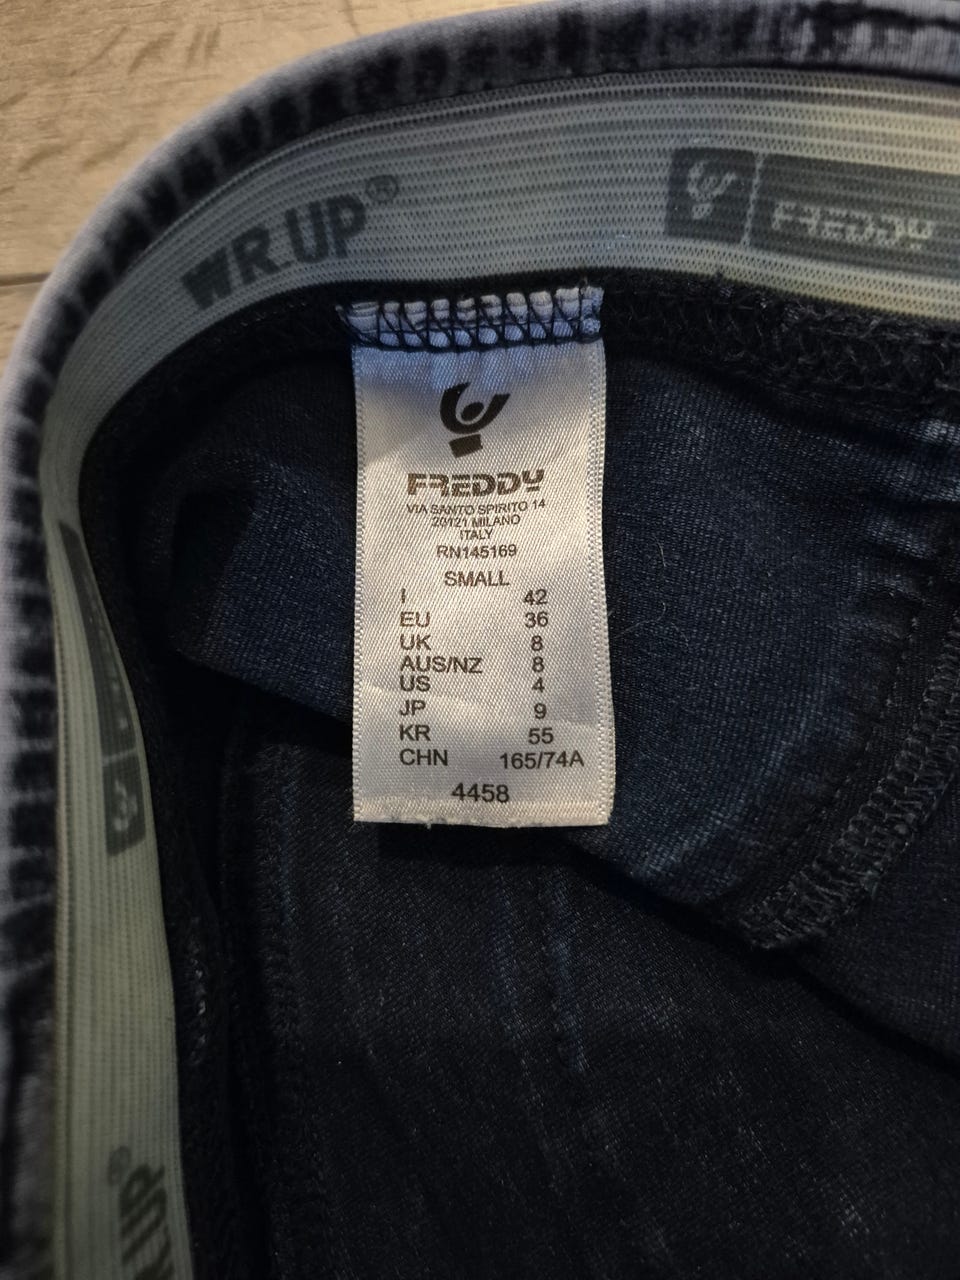 WR.UP®
FREDDY
FREDDY
VIA SANTO SPIRITO 14
20121 MILANO
ITALY
RN145169
SMALL
I 42
EU 36
UK 8
AUS/NZ 8
US 4
JP 9
KR 55
CHN 165/74A
4458
UP®